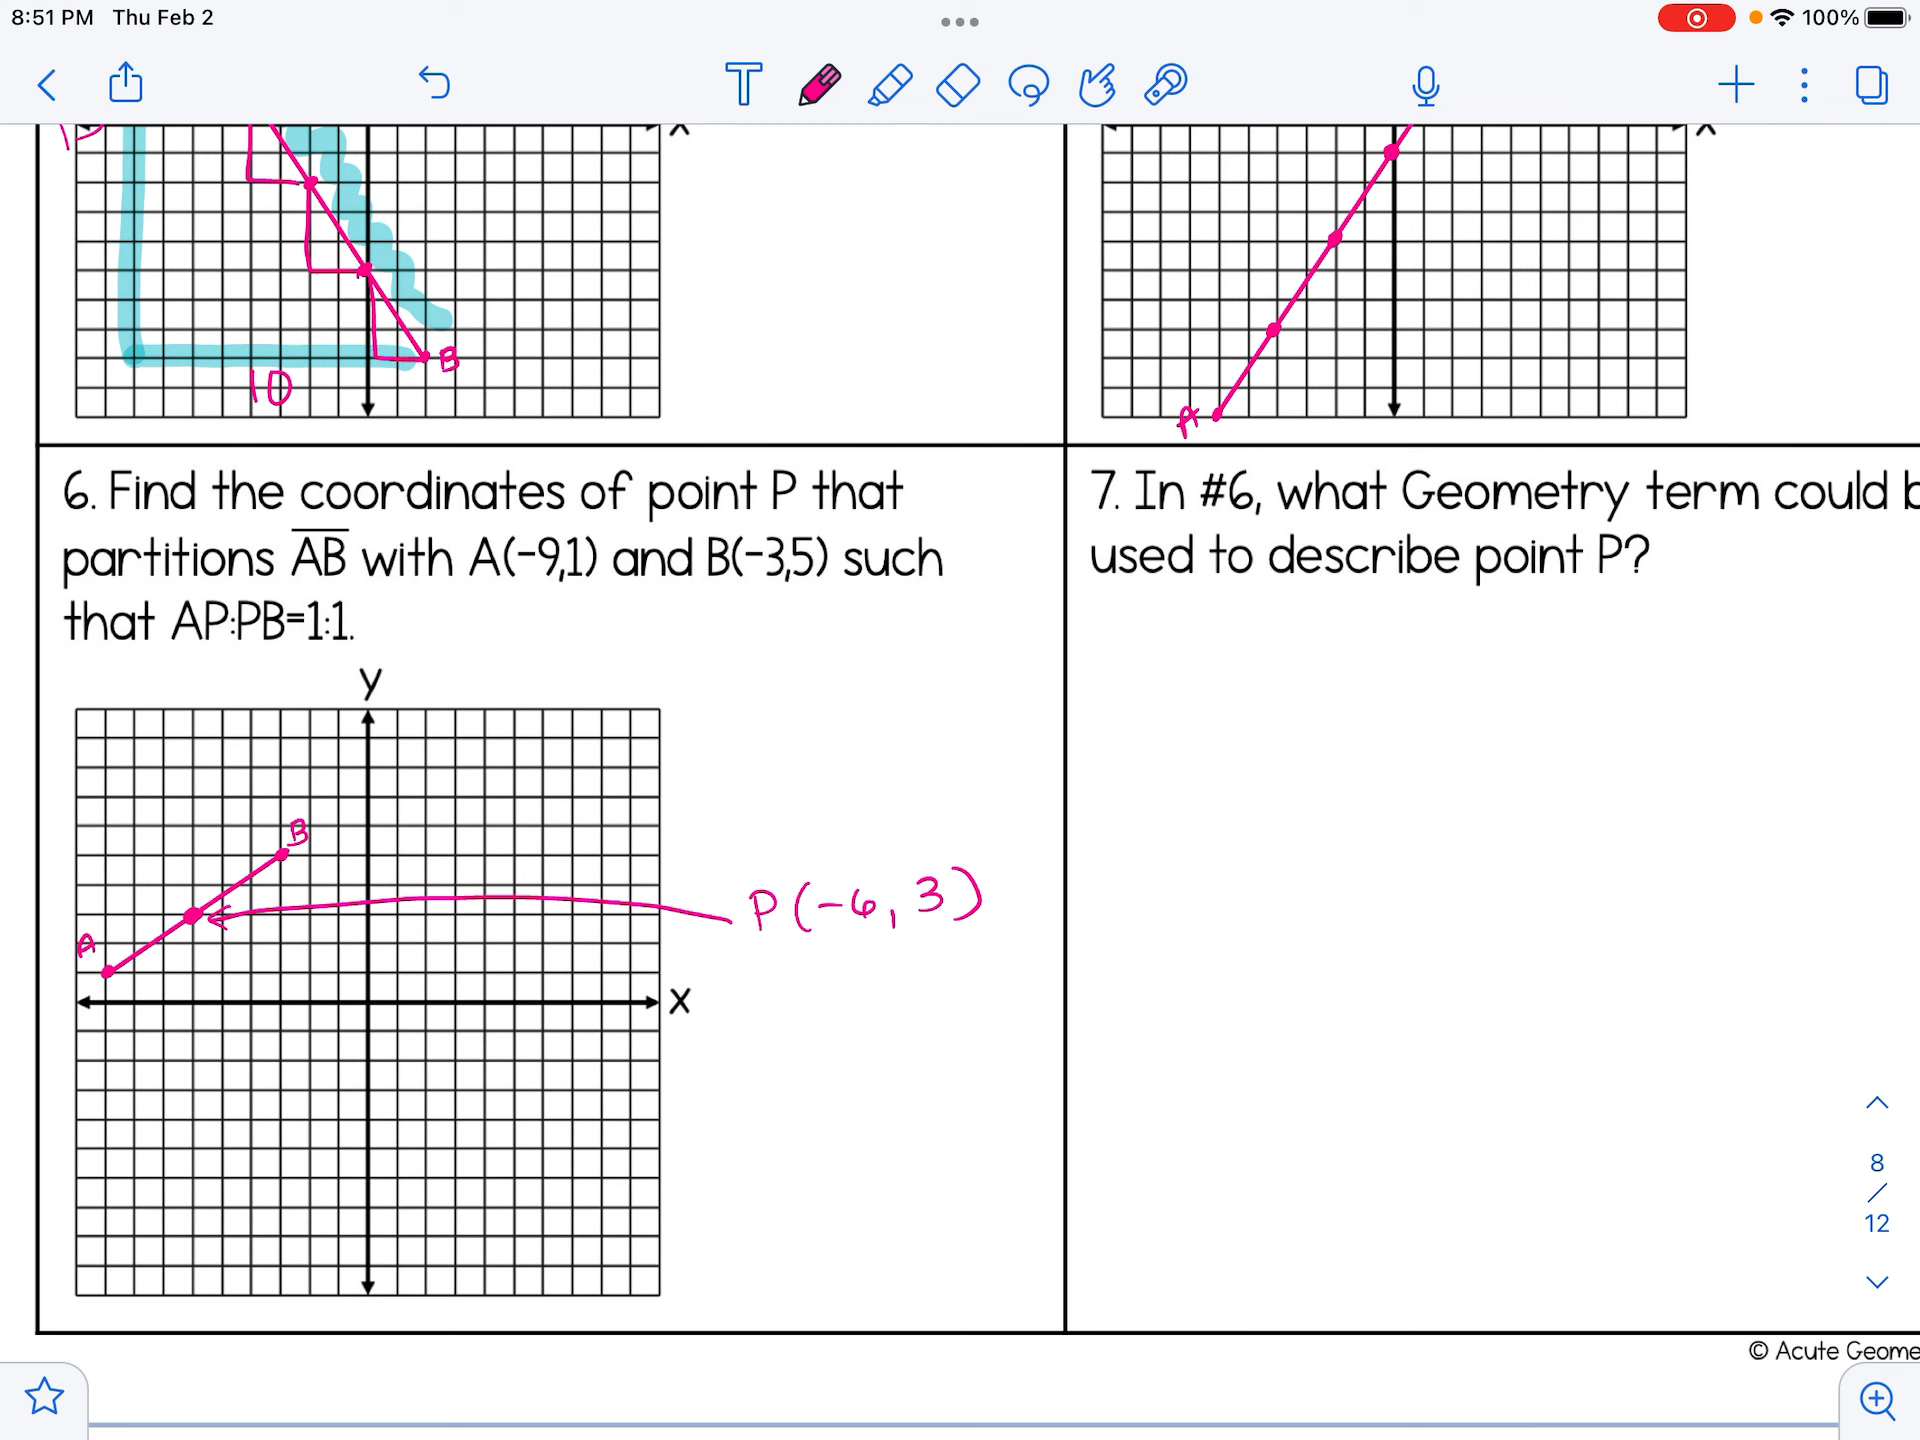 8:51 PM Thu Feb 2
100%
T
x
x
B
10
A
6. Find the coordinates of point P that
partitions AB with A(-9,1) and B(-3,5) such
that AP:PB=1:1.
7. In #6, what Geometry term could b
used to describe point P?
y
B
A
P(-6, 3)
x
8
/
12
© Acute Geome